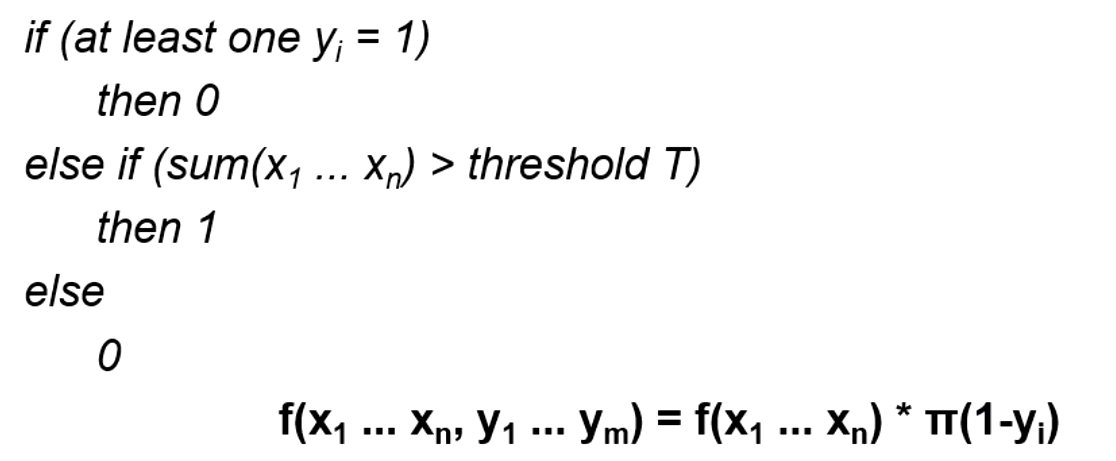 if (at least one yᵢ = 1)
then 0
else if (sum(x₁ ... xₙ) > threshold T)
then 1
else
0
f(x₁ ... xₙ, y₁ ... yₘ) = f(x₁ ... xₙ) * π(1-yᵢ)